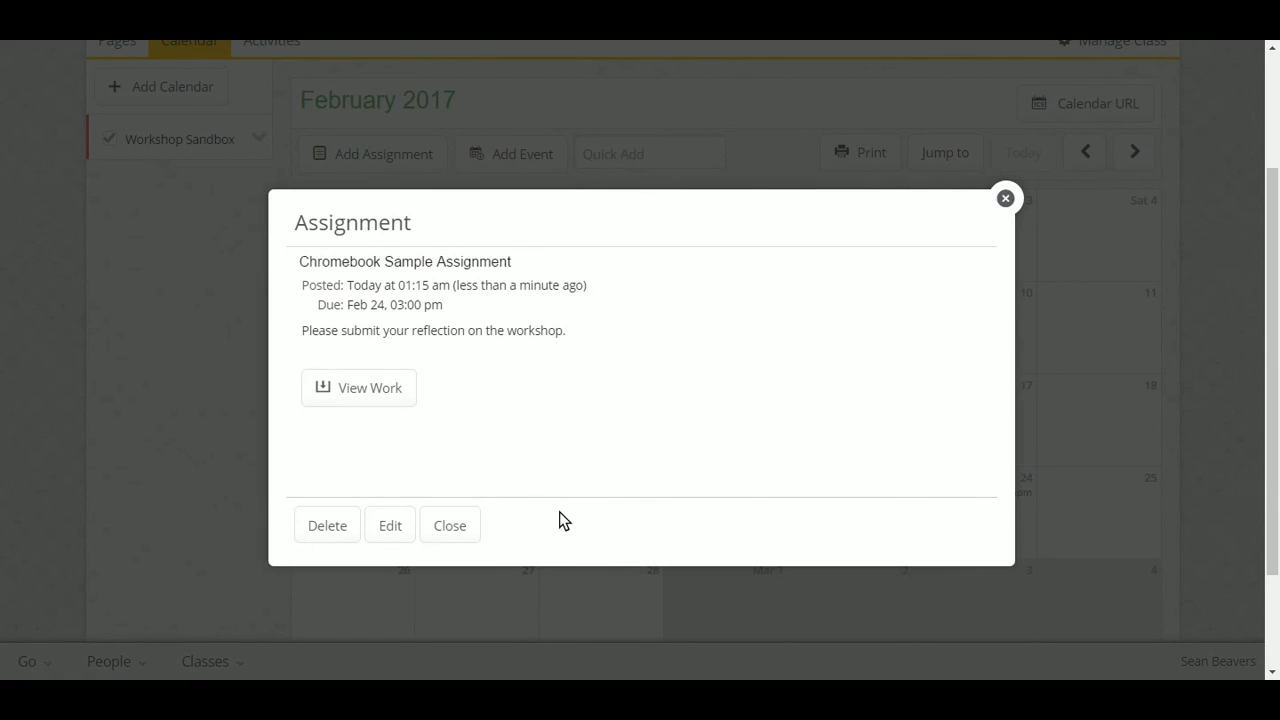 Pages Calendar Activities Manage Class
+ Add Calendar
February 2017
Calendar URL
Workshop Sandbox
Add Assignment Add Event Quick Add Print Jump to Today
Assignment
3 Sat 4
Chromebook Sample Assignment
Posted: Today at 01:15 am (less than a minute ago)
10 11
Due: Feb 24, 03:00 pm
Please submit your reflection on the workshop.
View Work
17 18
24 25
pm
Delete Edit Close
26 27 28 Mar 1 2 3 4
Go People Classes Sean Beavers